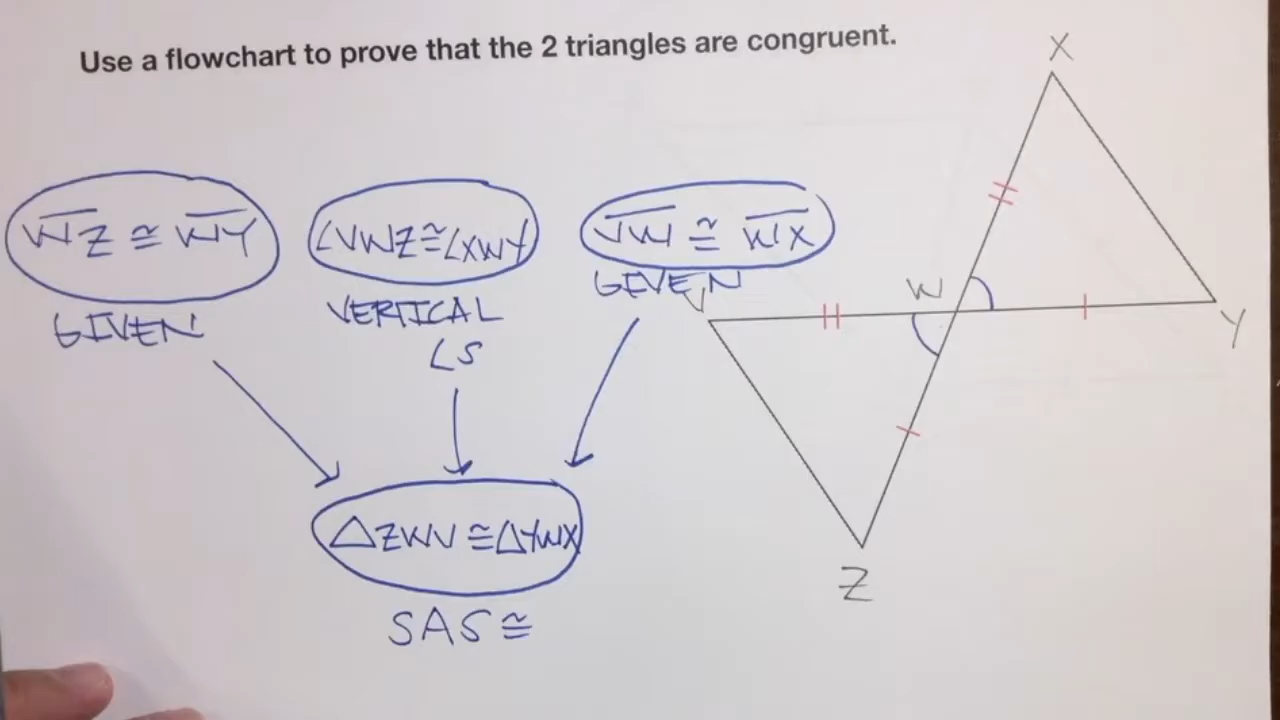 Use a flowchart to prove that the 2 triangles are congruent.
WZ ≅ WY
GIVEN
∠VWZ≅∠XWY
VERTICAL
∠S
VW ≅ WX
GIVEN
△ZWV ≅ △YWX
SAS ≅
X
W
V
Y
Z